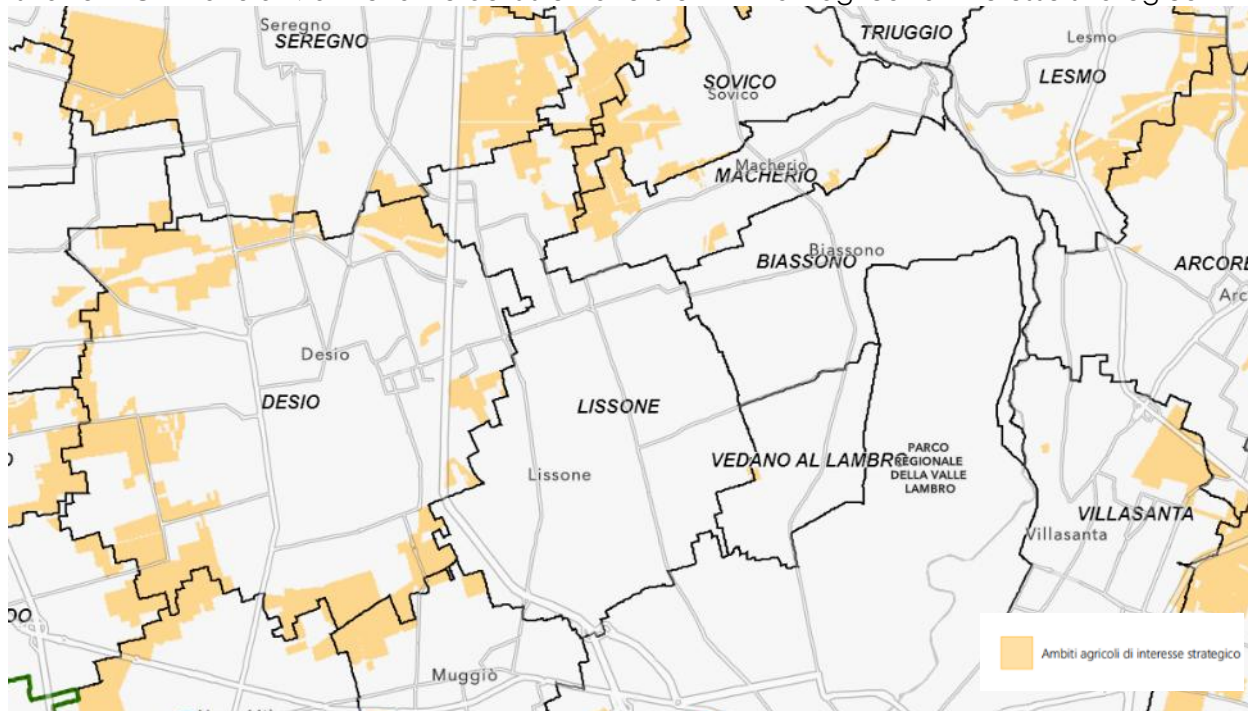 Seregno
SEREGNO
TRIUGGIO
Lesmo
LESMO
SOVICO
Sovico
Macherio
MACHERIO
Biassono
BIASSONO
ARCORE
Arc
Desio
DESIO
LISSONE
Lissone
VEDANO AL LAMBRO
PARCO
REGIONALE
DELLA VALLE
LAMBRO
VILLASANTA
Villasanta
DO
Muggiò
Ambiti agricoli di interesse strategico